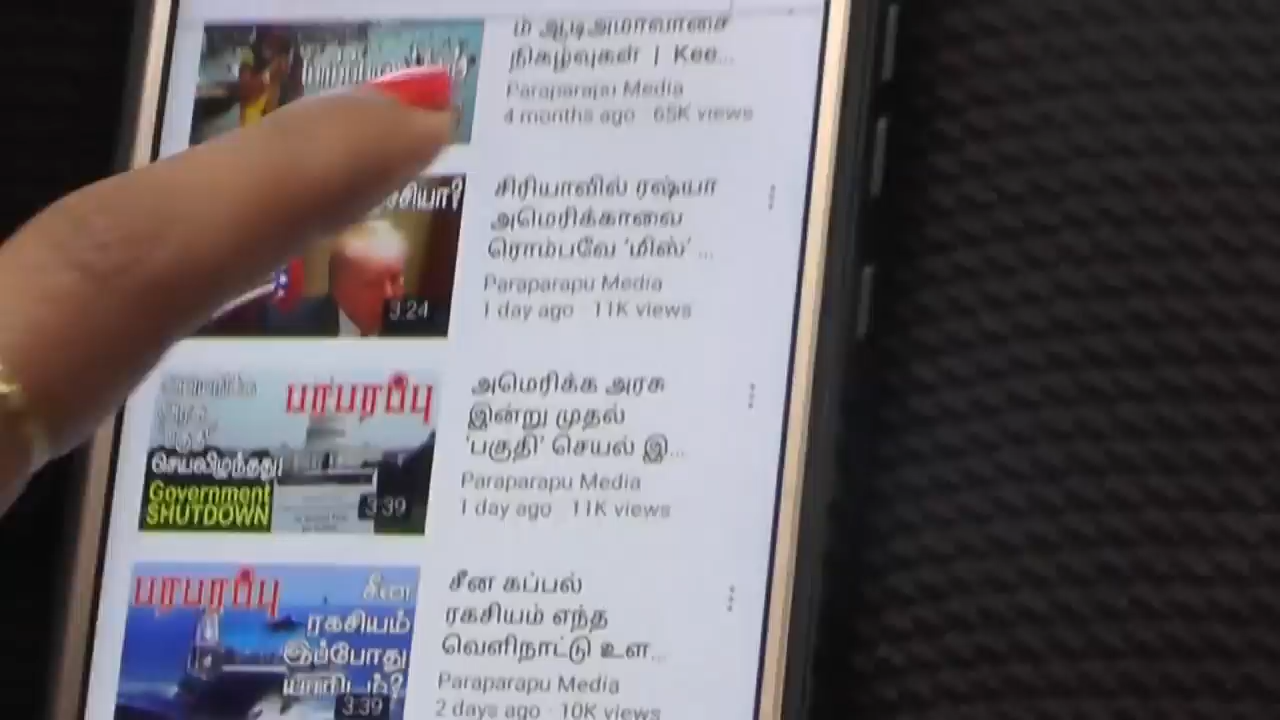 ம் ஆடிஅமாவாசை
நிகழ்வுகள் | Kee...
Paraparapu Media
4 months ago 65K views
சிரியாவில் ரஷ்யா
அமெரிக்காவை
ரொம்பவே 'மிஸ்' ...
Paraparapu Media
1 day ago 11K views
3:24
அமெரிக்க அரசு
இன்று முதல்
'பகுதி' செயல் இ...
Paraparapu Media
1 day ago 11K views
பரபரப்பு
செயலிழந்தது!
Government
SHUTDOWN
3:39
சீன கப்பல்
ரகசியம் எந்த
வெளிநாட்டு உள...
Paraparapu Media
2 days ago · 10K views
பரபரப்பு
சீன
ரகசியம்
இப்போது
யாரிடம்?
3:39